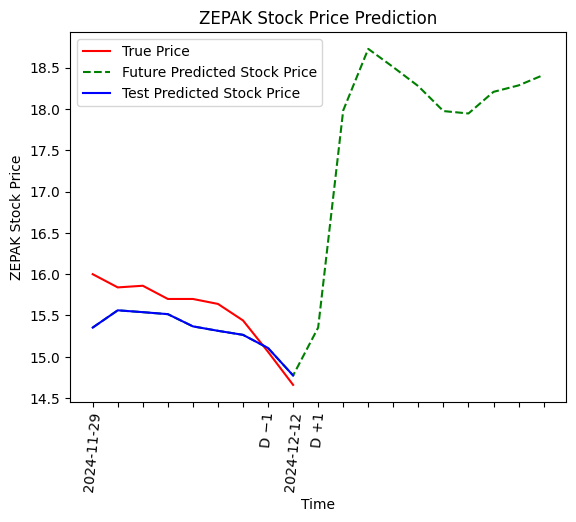 ZEPAK Stock Price Prediction
True Price
Future Predicted Stock Price
Test Predicted Stock Price
ZEPAK Stock Price
18.5
18.0
17.5
17.0
16.5
16.0
15.5
15.0
14.5
2024-11-29
D −1
2024-12-12
D +1
Time